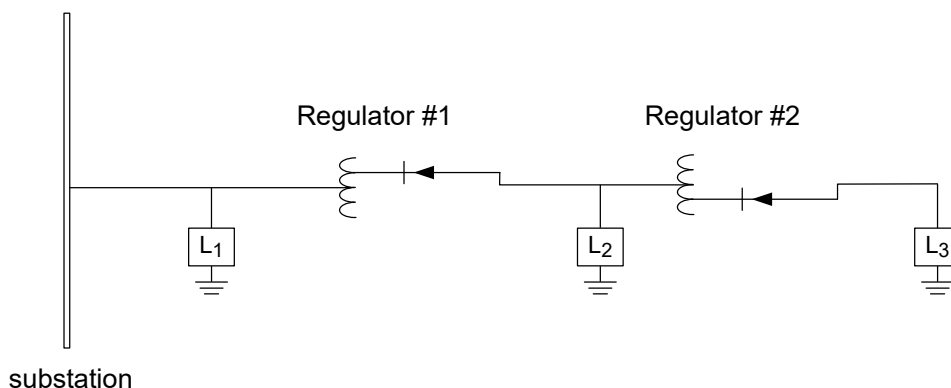 Regulator #1
Regulator #2
L1
L2
L3
substation